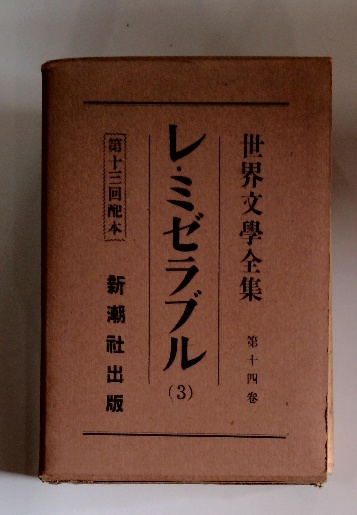 世界文學全集 第十四卷
レ・ミゼラブル (3)
第十三回配本
新潮社出版